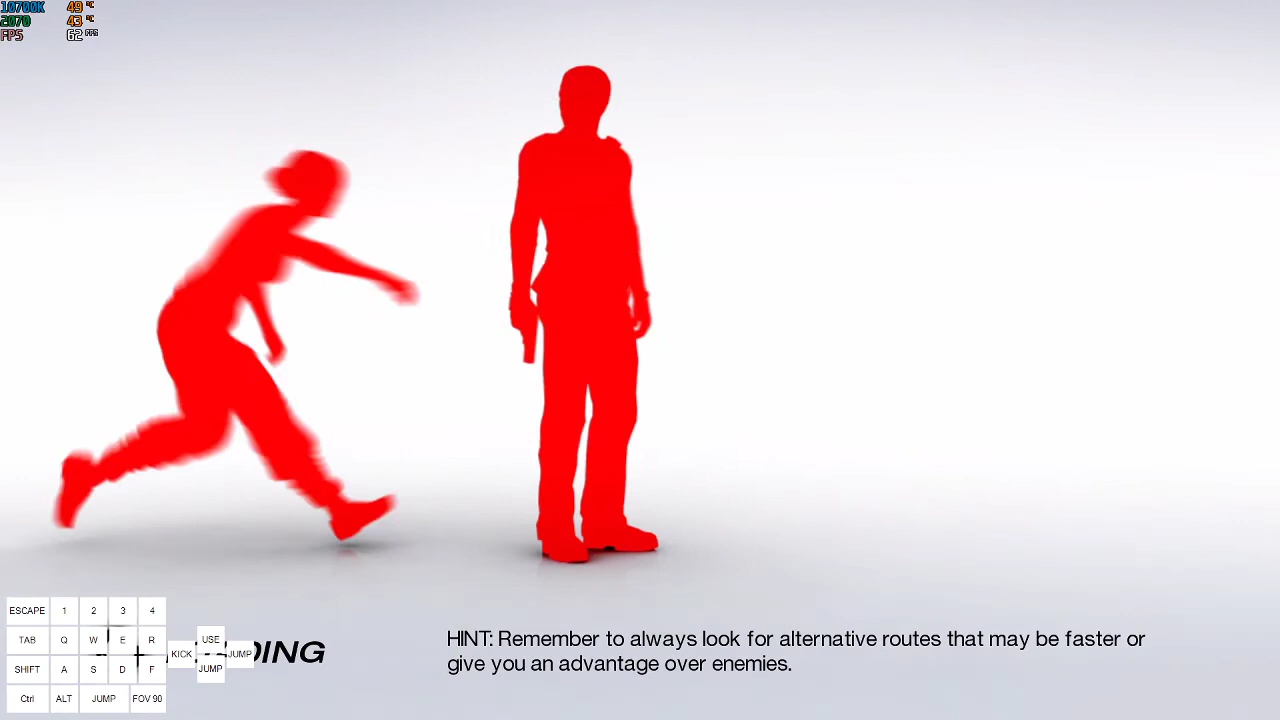 10700K 49 °C
2070 43 °C
FPS 62 FPS
ESCAPE 1 2 3 4
TAB Q W E R USE
KICK JUMP
SHIFT A S D F JUMP
Ctrl ALT JUMP FOV 90
HINT: Remember to always look for alternative routes that may be faster or
give you an advantage over enemies.